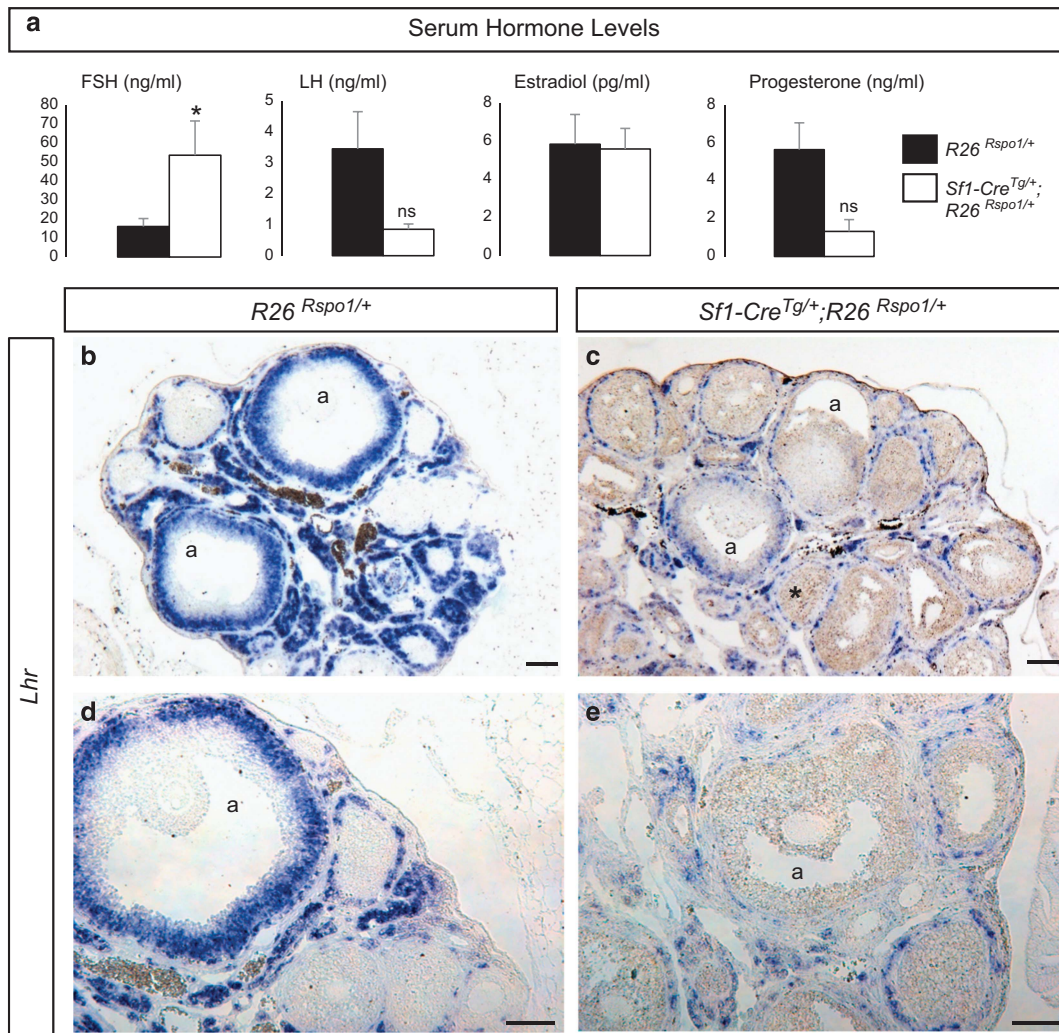 a
Serum Hormone Levels
FSH (ng/ml)
80
70
60
50
40
30
20
10
0
*
LH (ng/ml)
5
4
3
2
1
0
ns
Estradiol (pg/ml)
8
6
4
2
0
Progesterone (ng/ml)
8
6
4
2
0
ns
R26 Rspo1/+
Sf1-CreTg/+;
R26 Rspo1/+
R26 Rspo1/+
Sf1-CreTg/+;R26 Rspo1/+
Lhr
b
a
a
c
a
a
*
d
a
e
a